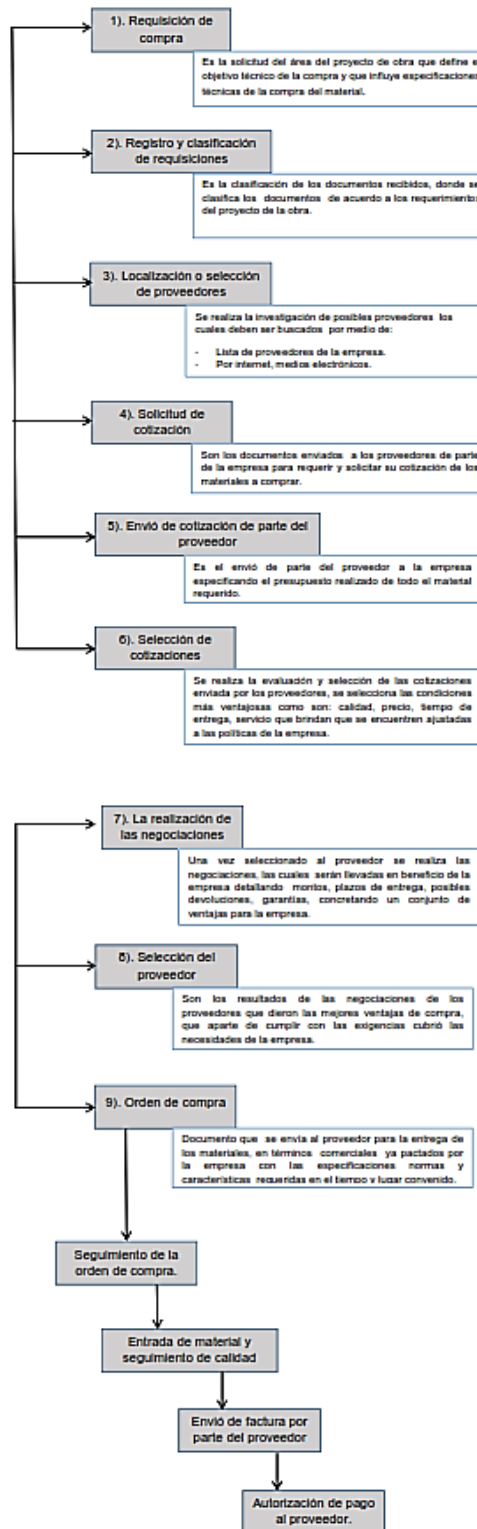 1). Requisición de
compra
Es la solicitud del área del proyecto de obra que define e
objetivo técnico de la compra y que influye especificaciones
técnicas de la compra del material.
2). Registro y clasificación
de requisiciones
Es la clasificación de los documentos recibidos, donde se
clasifica los documentos de acuerdo a los requerimientos
del proyecto de la obra.
3). Localización o selección
de proveedores
Se realiza la investigación de posibles proveedores los
cuales deben ser buscados por medio de:
- Lista de proveedores de la empresa.
- Por internet, medios electrónicos.
4). Solicitud de
cotización
Son los documentos enviados a los proveedores de parte
de la empresa para requerir y solicitar su cotización de los
materiales a comprar.
5). Envió de cotización de parte del
proveedor
Es el envió de parte del proveedor a la empresa
especificando el presupuesto realizado de todo el material
requerido.
6). Selección de
cotizaciones
Se realiza la evaluación y selección de las cotizaciones
enviada por los proveedores, se selecciona las condiciones
más ventajosas como son: calidad, precio, tiempo de
entrega, servicio que brindan que se encuentren ajustadas
a las políticas de la empresa.
7). La realización de
las negociaciones
Una vez seleccionado al proveedor se realiza las
negociaciones, las cuales serán llevadas en beneficio de la
empresa detallando montos, plazos de entrega, posibles
devoluciones, garantías, concretando un conjunto de
ventajas para la empresa.
8). Selección del
proveedor
Son los resultados de las negociaciones de los
proveedores que dieron las mejores ventajas de compra,
que aparte de cumplir con las exigencias cubrió las
necesidades de la empresa.
9). Orden de compra
Documento que se envía al proveedor para la entrega de
los materiales, en términos comerciales ya pactados por
la empresa con las especificaciones normas y
características requeridas en el tiempo y lugar convenido.
Seguimiento de la
orden de compra.
Entrada de material y
seguimiento de calidad
Envió de factura por
parte del proveedor
Autorización de pago
al proveedor.